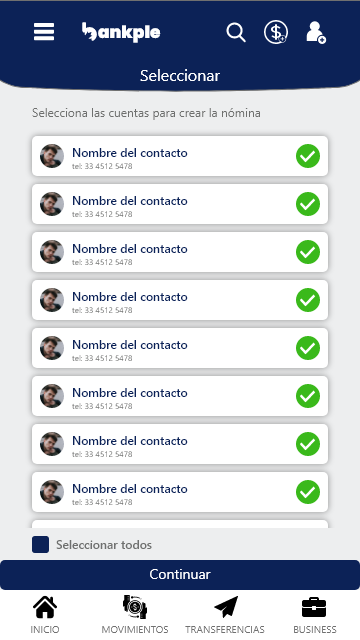 bankple
Seleccionar
Selecciona las cuentas para crear la nómina
Nombre del contacto
tel: 33 4512 5478
Nombre del contacto
tel: 33 4512 5478
Nombre del contacto
tel: 33 4512 5478
Nombre del contacto
tel: 33 4512 5478
Nombre del contacto
tel: 33 4512 5478
Nombre del contacto
tel: 33 4512 5478
Nombre del contacto
tel: 33 4512 5478
Nombre del contacto
tel: 33 4512 5478
Seleccionar todos
Continuar
INICIO MOVIMIENTOS TRANSFERENCIAS BUSINESS